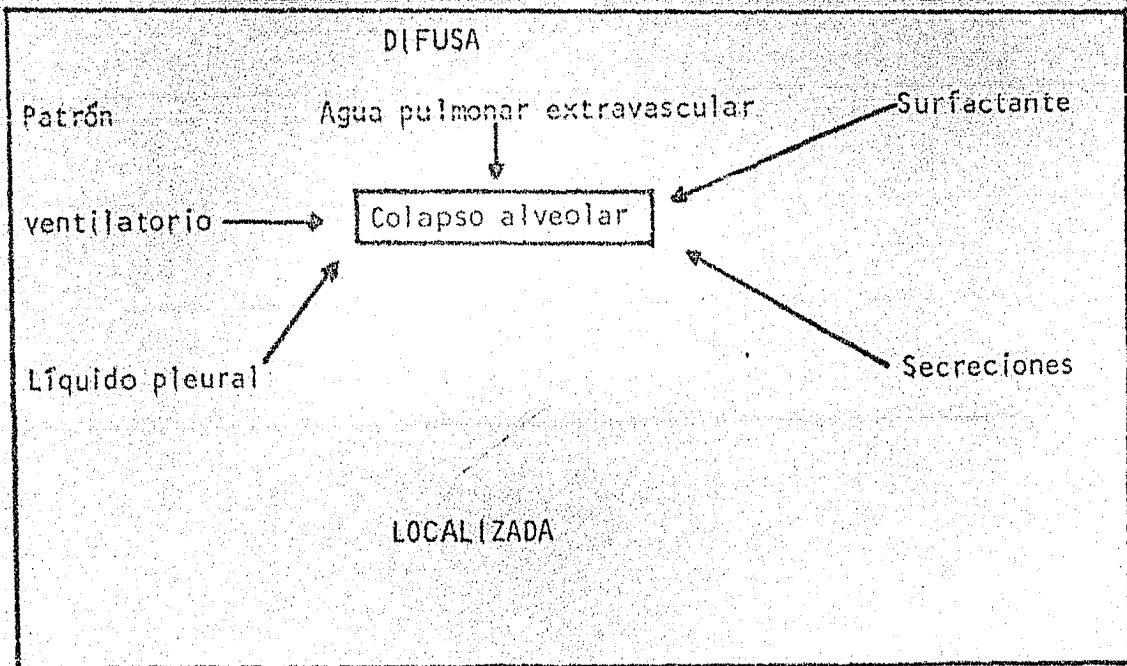 DIFUSA
Patrón Agua pulmonar extravascular Surfactante
ventilatorio Colapso alveolar
Líquido pleural Secreciones
LOCALIZADA